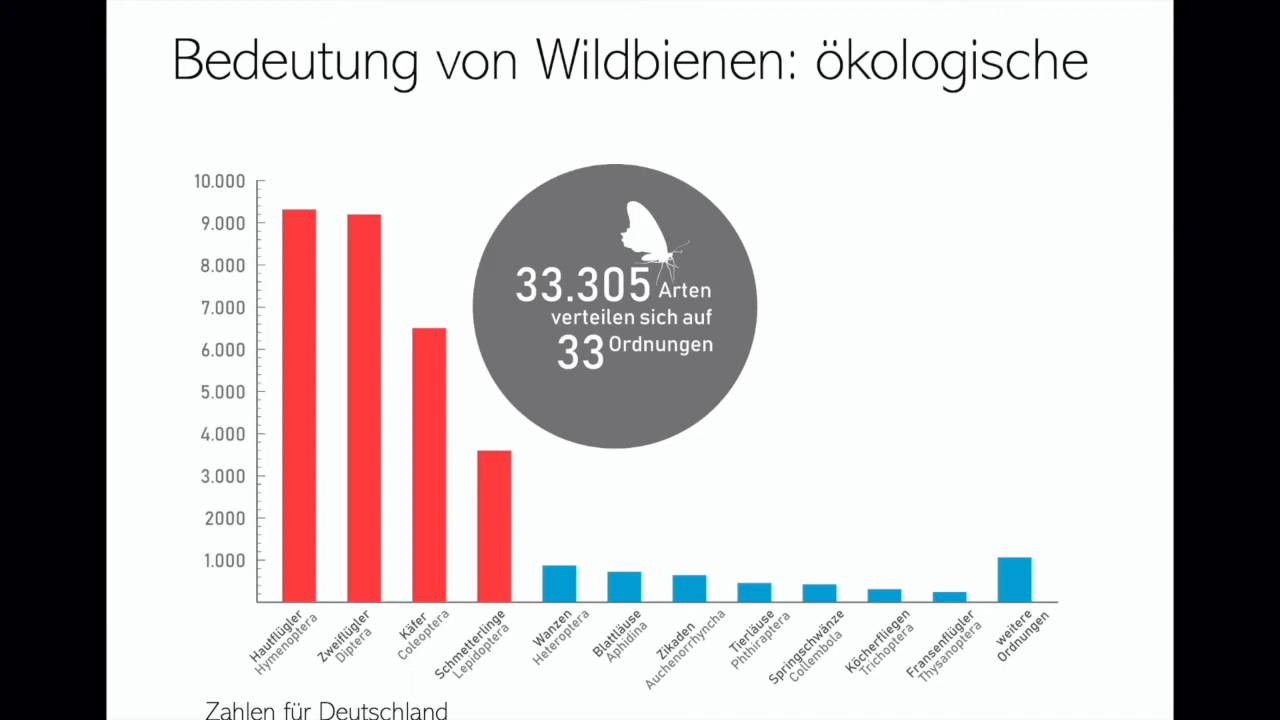 Bedeutung von Wildbienen: ökologische
10.000
9.000
8.000
7.000
6.000
5.000
4.000
3.000
2000
1.000
33.305 Arten
verteilen sich auf
33 Ordnungen
Hautflügler
Hymenoptera
Zweiflügler
Diptera
Käfer
Coleoptera
Schmetterlinge
Lepidoptera
Wanzen
Heteroptera
Blattläuse
Aphidina
Zikaden
Auchenorrhyncha
Tierläuse
Phthiraptera
Springschwänze
Collembola
Köcherfliegen
Trichoptera
Fransenflügler
Thysanoptera
weitere
Ordnungen
Zahlen für Deutschland